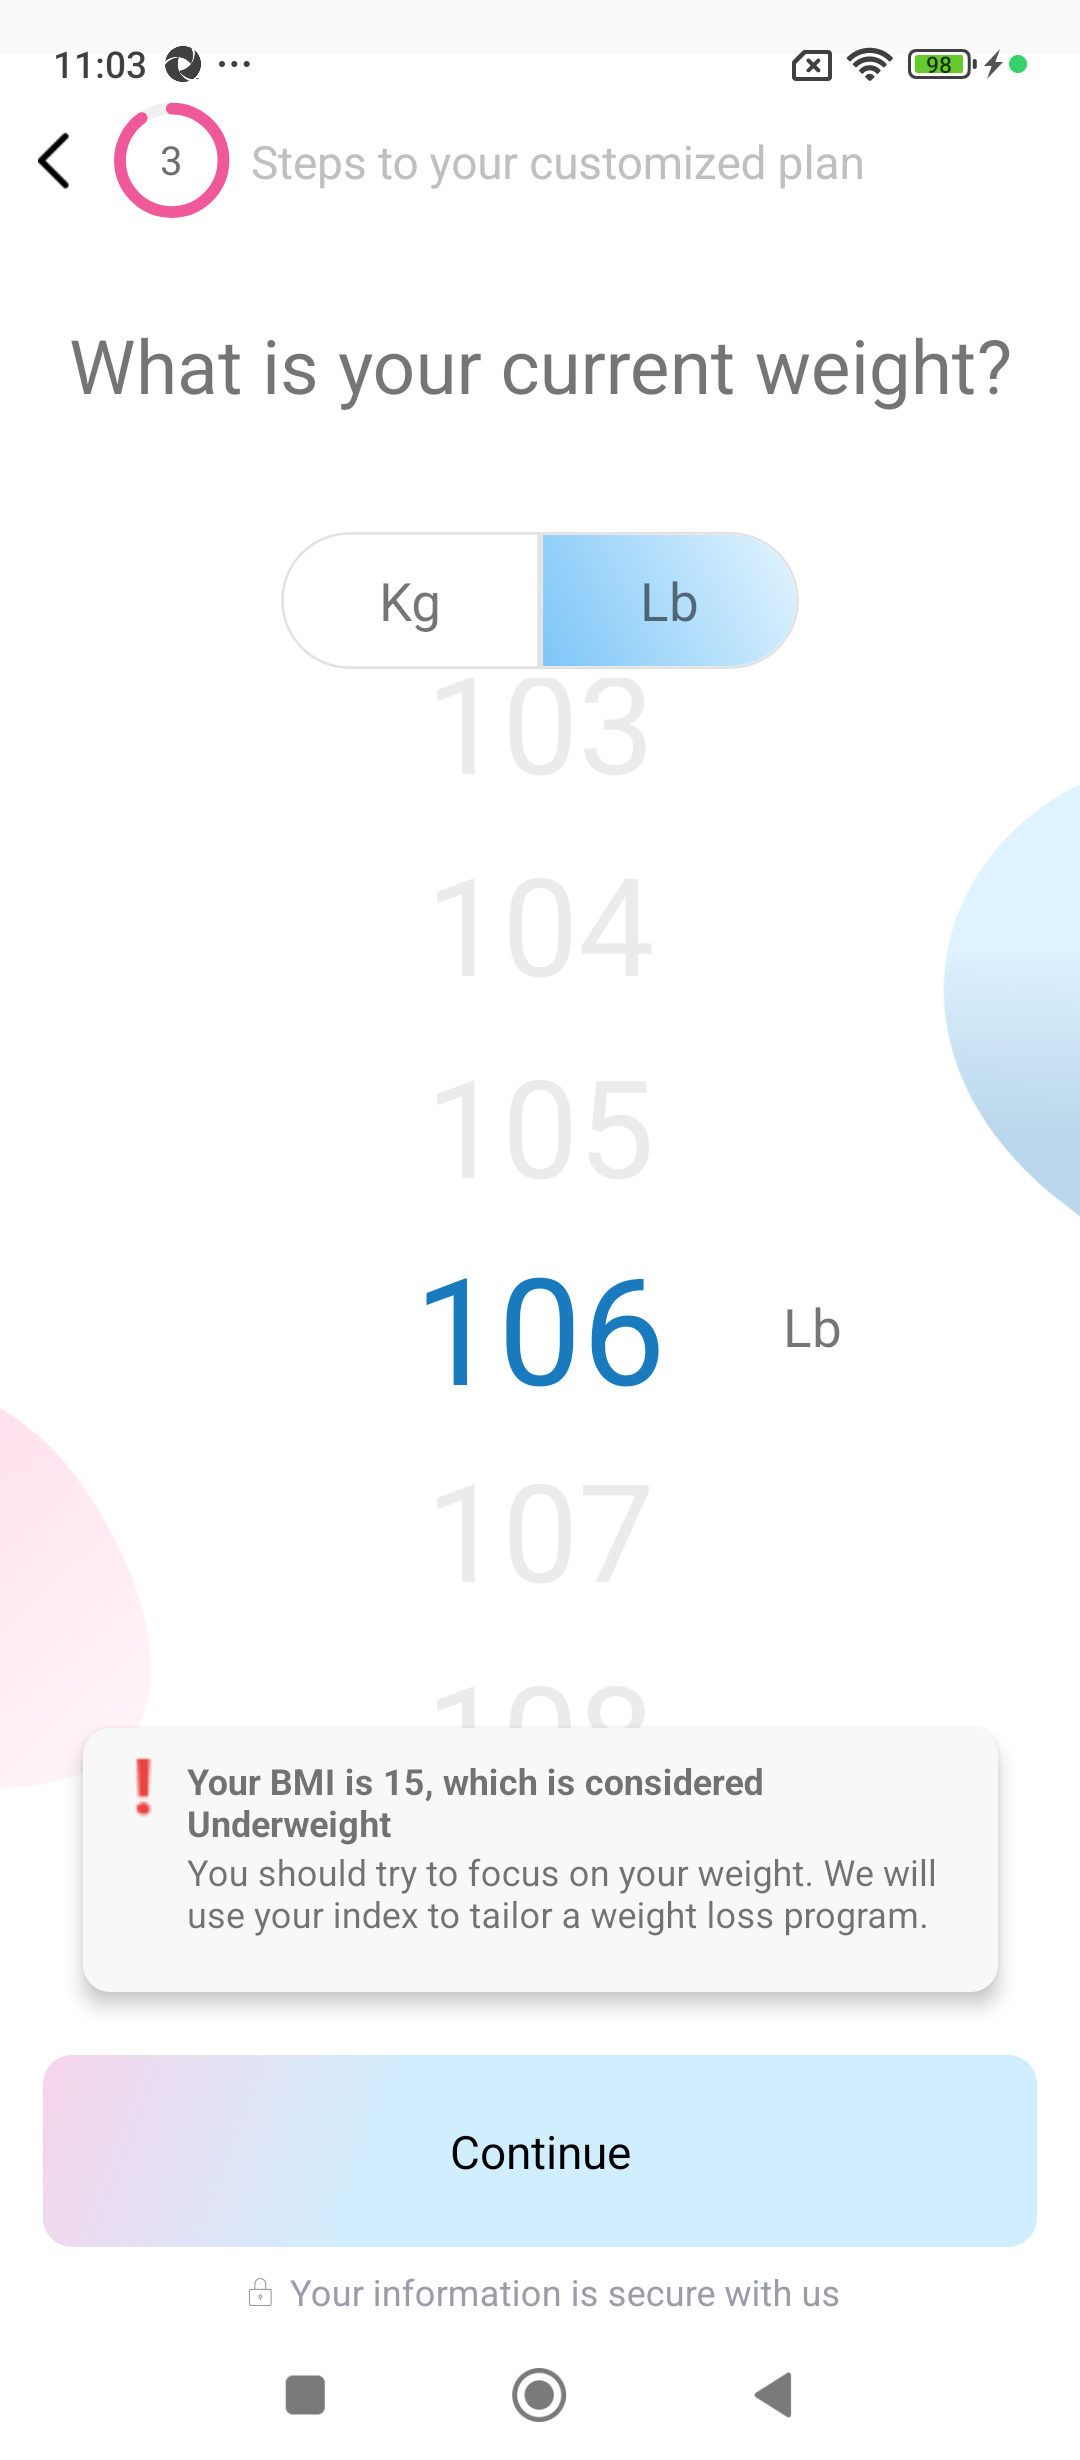 11:03
98
3
Steps to your customized plan
What is your current weight?
Kg
Lb
103
104
105
106
Lb
107
108
Your BMI is 15, which is considered
Underweight
You should try to focus on your weight. We will
use your index to tailor a weight loss program.
Continue
Your information is secure with us